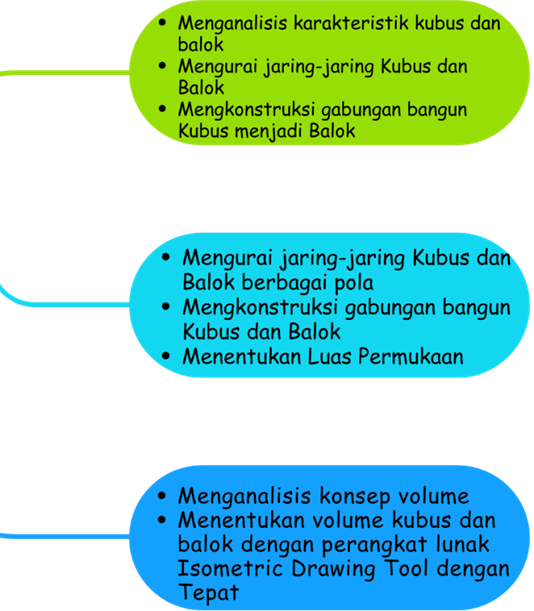 • Menganalisis karakteristik kubus dan
balok
• Mengurai jaring-jaring Kubus dan
Balok
• Mengkonstruksi gabungan bangun
Kubus menjadi Balok
• Mengurai jaring-jaring Kubus dan
Balok berbagai pola
• Mengkonstruksi gabungan bangun
Kubus dan Balok
• Menentukan Luas Permukaan
• Menganalisis konsep volume
• Menentukan volume kubus dan
balok dengan perangkat lunak
Isometric Drawing Tool dengan
Tepat